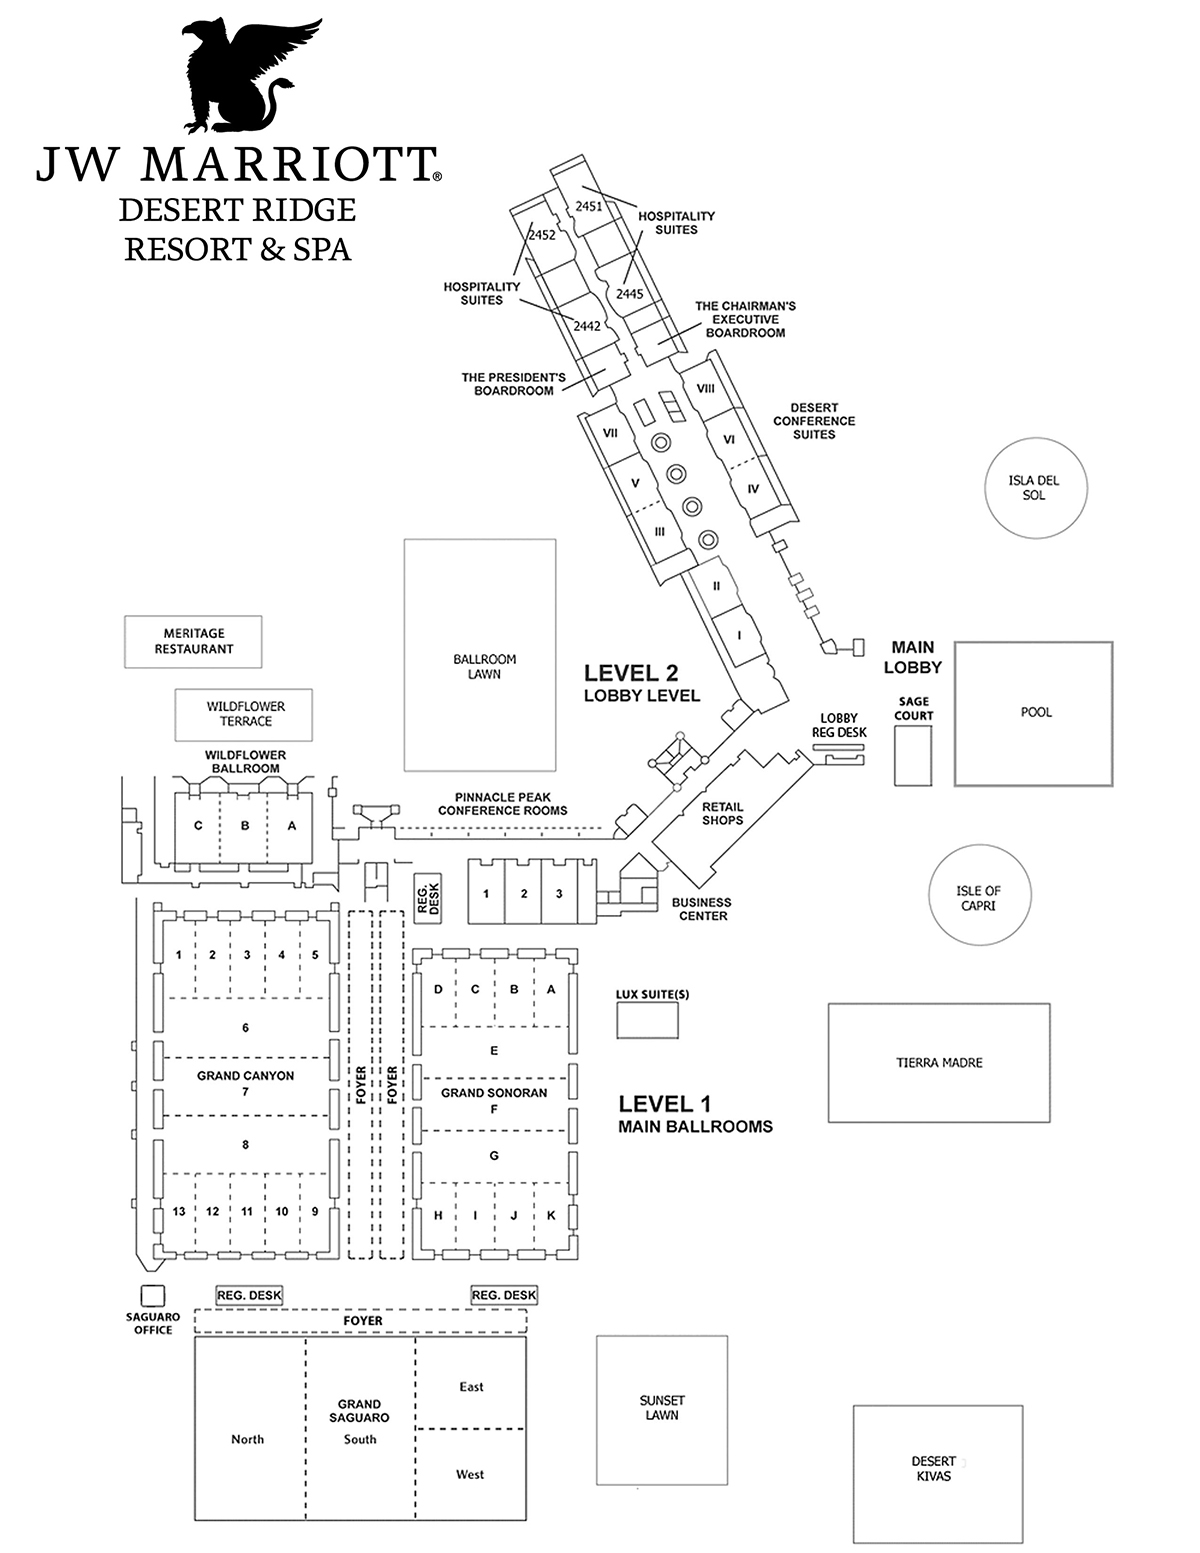 JW MARRIOTT®
DESERT RIDGE
RESORT & SPA
2451
HOSPITALITY
SUITES
2452
HOSPITALITY
SUITES
2445
2442
THE CHAIRMAN'S
EXECUTIVE
BOARDROOM
THE PRESIDENT'S
BOARDROOM
VIII
DESERT
CONFERENCE
SUITES
VII
VI
V
IV
III
II
I
ISLA DEL
SOL
MERITAGE
RESTAURANT
BALLROOM
LAWN
LEVEL 2
LOBBY LEVEL
MAIN
LOBBY
WILDFLOWER
TERRACE
SAGE
COURT
POOL
LOBBY
REG DESK
WILDFLOWER
BALLROOM
PINNACLE PEAK
CONFERENCE ROOMS
RETAIL
SHOPS
C
B
A
REG.
DESK
1
2
3
BUSINESS
CENTER
ISLE OF
CAPRI
1
2
3
4
5
D
C
B
A
LUX SUITE(S)
6
E
GRAND CANYON
7
FOYER
FOYER
GRAND SONORAN
F
TIERRA MADRE
LEVEL 1
MAIN BALLROOMS
8
G
13
12
11
10
9
H
I
J
K
REG. DESK
REG. DESK
SAGUARO
OFFICE
FOYER
North
GRAND
SAGUARO
South
East
West
SUNSET
LAWN
DESERT
KIVAS